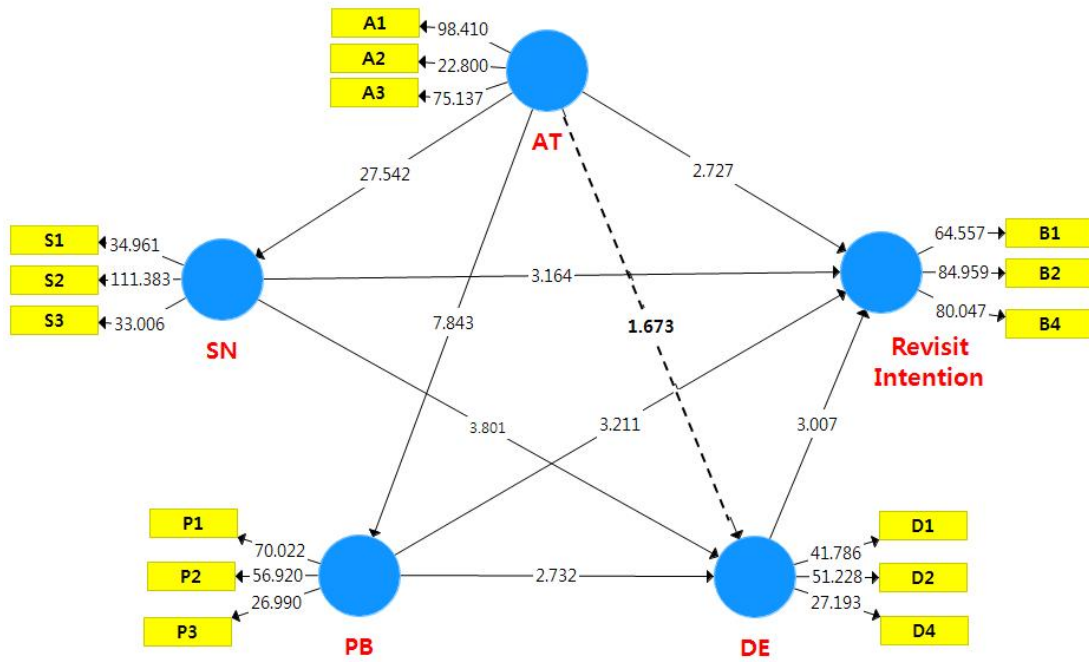 A1
98.410
A2
22.800
A3
75.137
AT
27.542
2.727
S1
34.961
S2
111.383
S3
33.006
SN
3.164
64.557
B1
84.959
B2
80.047
B4
Revisit
Intention
7.843
1.673
3.801
3.211
3.007
P1
70.022
P2
56.920
P3
26.990
PB
2.732
41.786
D1
51.228
D2
27.193
D4
DE